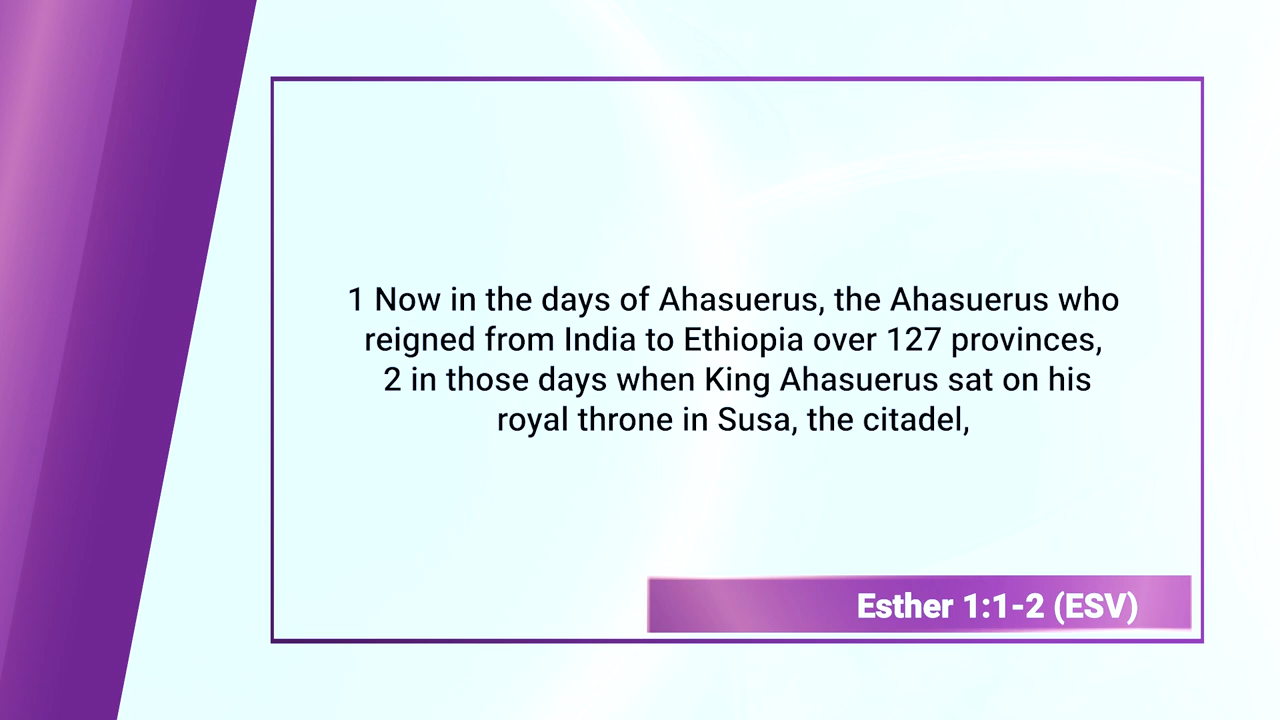 1 Now in the days of Ahasuerus, the Ahasuerus who
reigned from India to Ethiopia over 127 provinces,
2 in those days when King Ahasuerus sat on his
royal throne in Susa, the citadel,
Esther 1:1-2 (ESV)